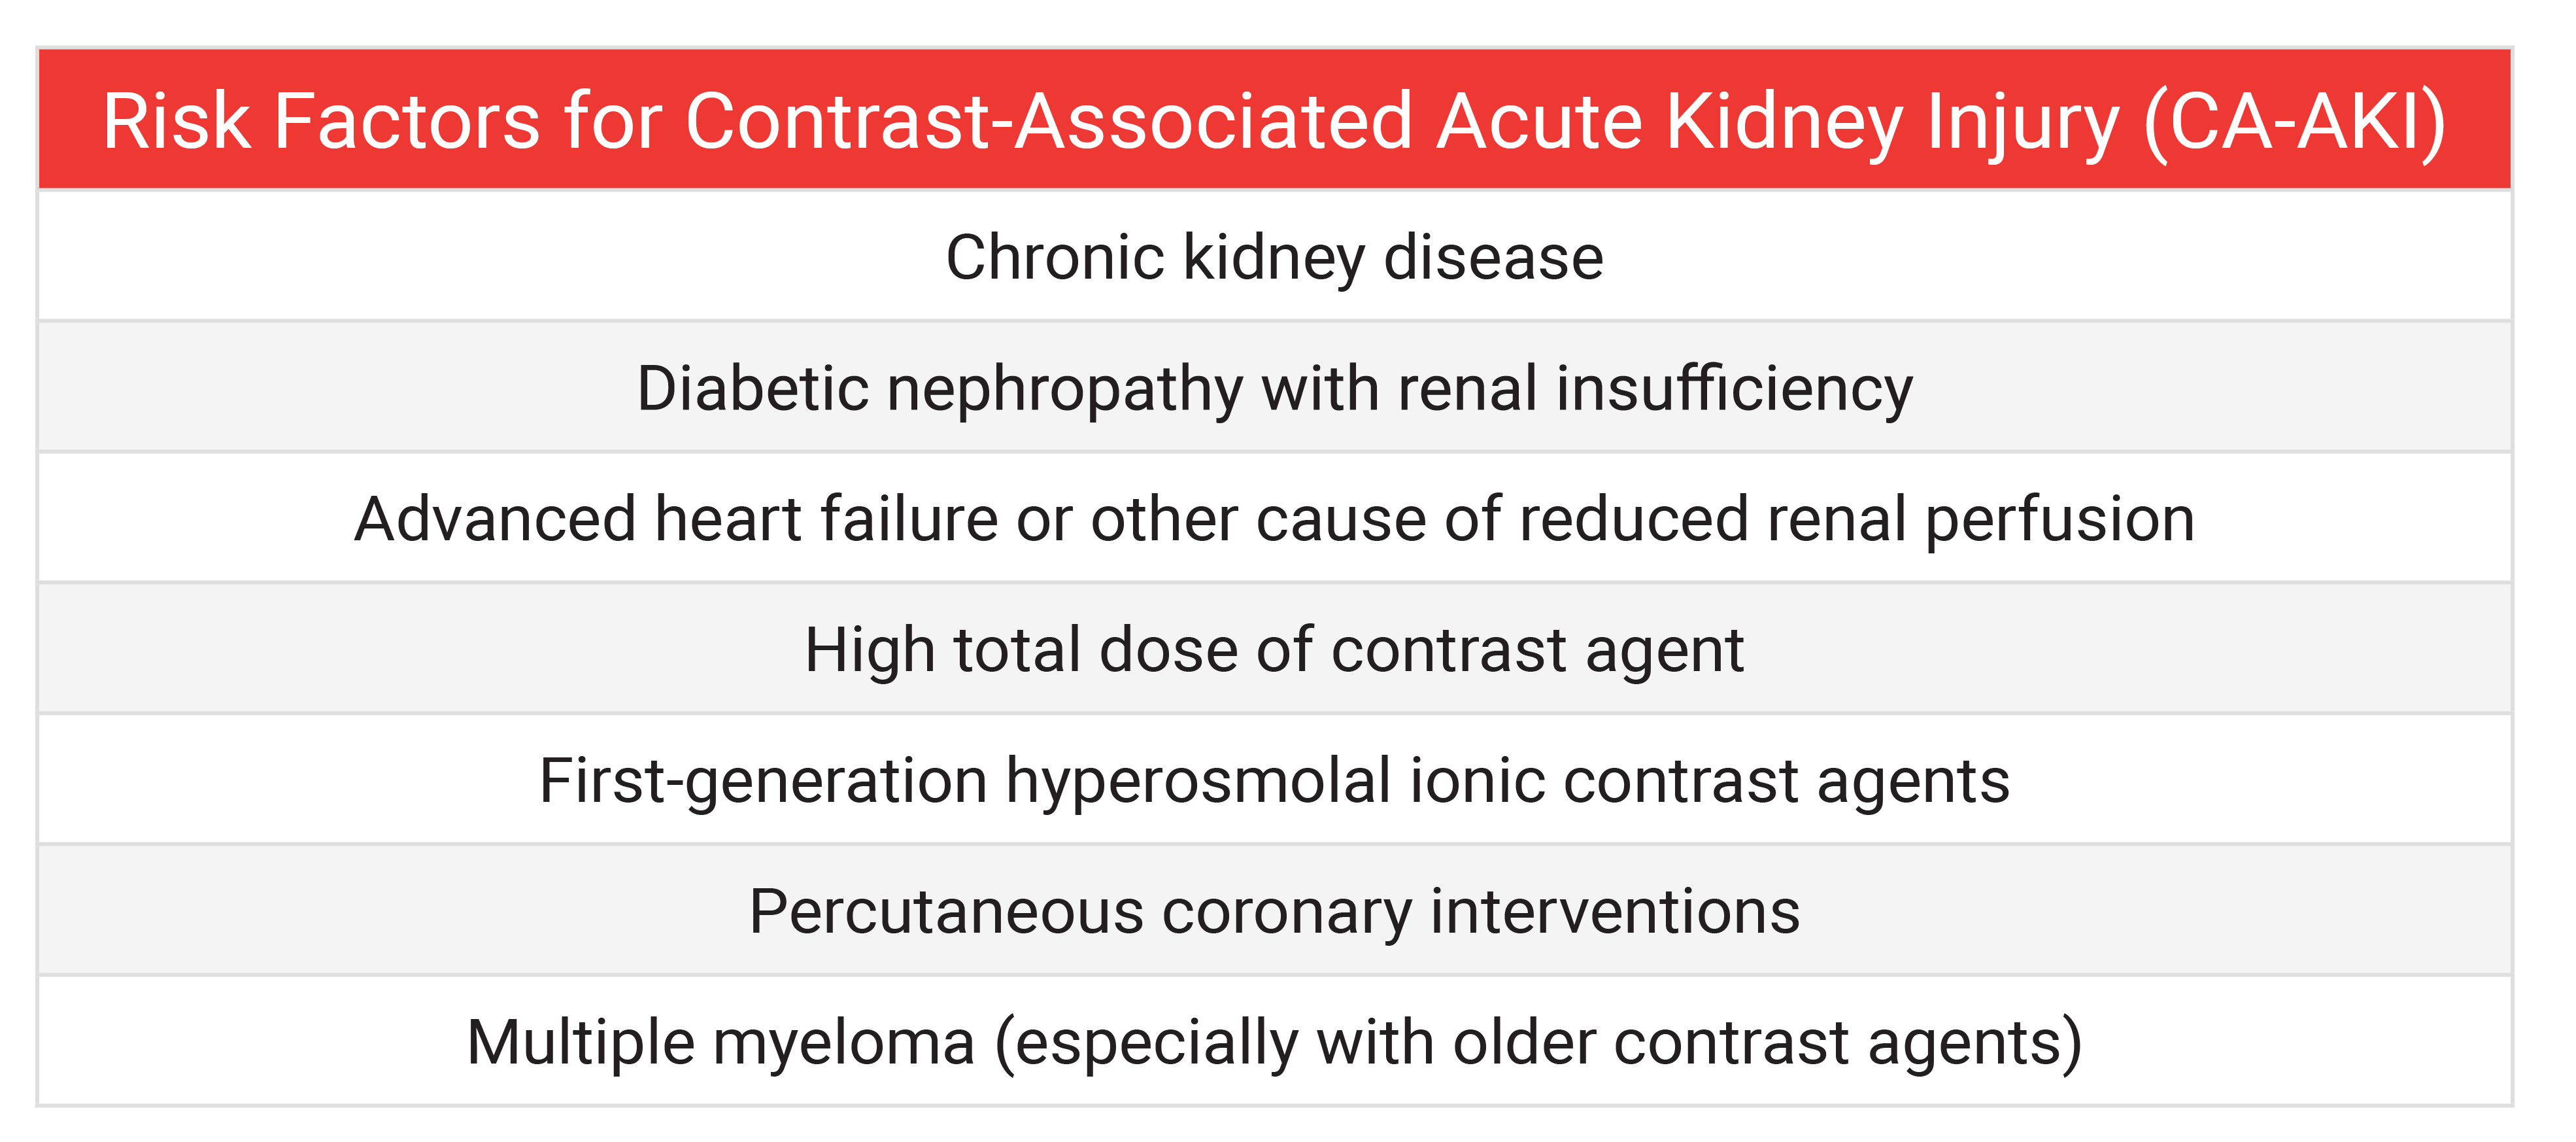 Risk Factors for Contrast-Associated Acute Kidney Injury (CA-AKI)
Chronic kidney disease
Diabetic nephropathy with renal insufficiency
Advanced heart failure or other cause of reduced renal perfusion
High total dose of contrast agent
First-generation hyperosmolal ionic contrast agents
Percutaneous coronary interventions
Multiple myeloma (especially with older contrast agents)